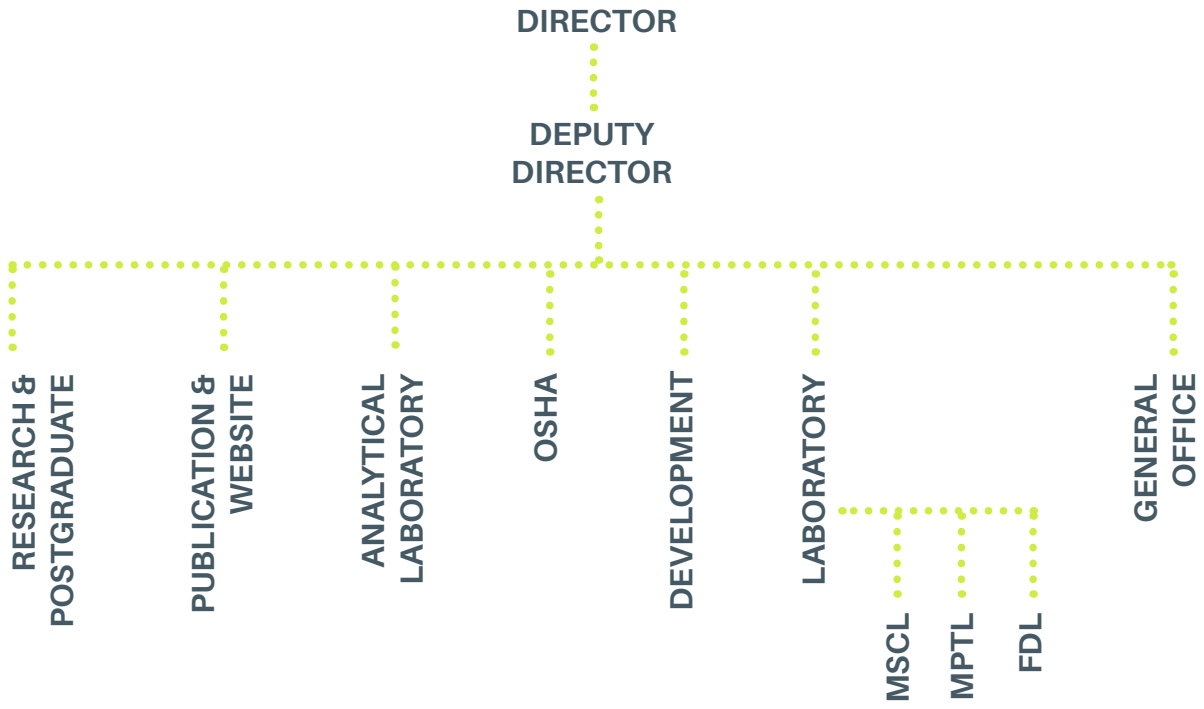 DIRECTOR
DEPUTY
DIRECTOR
RESEARCH &
POSTGRADUATE
PUBLICATION &
WEBSITE
ANALYTICAL
LABORATORY
OSHA
DEVELOPMENT
LABORATORY
GENERAL
OFFICE
MSCL
MPTL
FDL